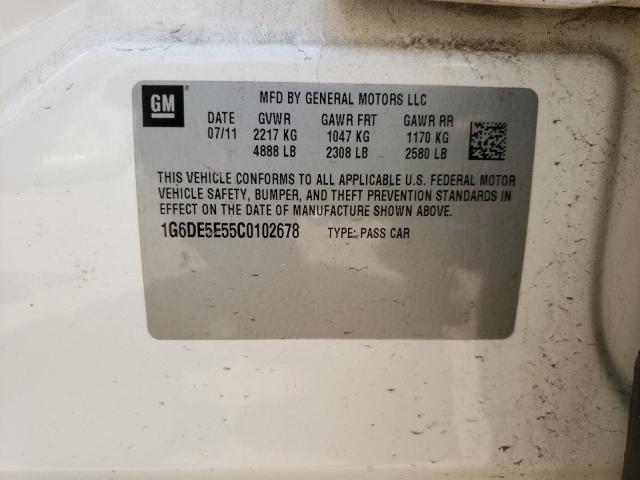 GM
MFD BY GENERAL MOTORS LLC
DATE GVWR GAWR FRT GAWR RR
07/11 2217 KG 1047 KG 1170 KG
4888 LB 2308 LB 2580 LB
THIS VEHICLE CONFORMS TO ALL APPLICABLE U.S. FEDERAL MOTOR
VEHICLE SAFETY, BUMPER, AND THEFT PREVENTION STANDARDS IN
EFFECT ON THE DATE OF MANUFACTURE SHOWN ABOVE.
1G6DE5E55C0102678 TYPE: PASS CAR